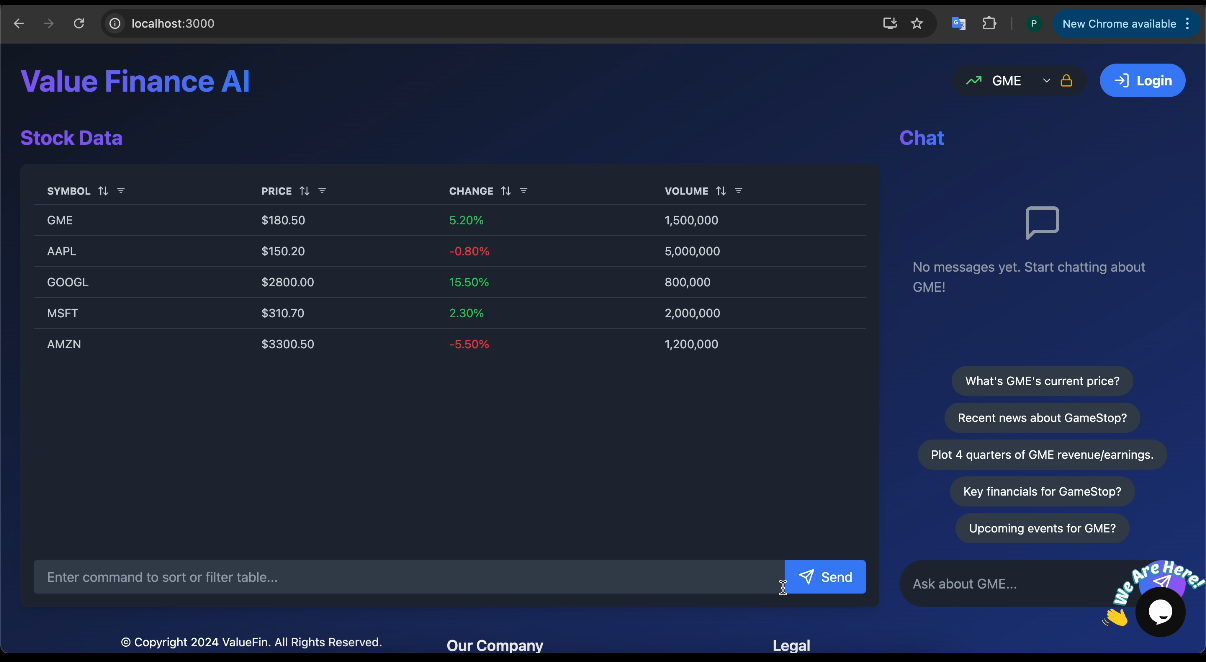 localhost:3000
P
New Chrome available
Value Finance AI
GME
Login
Stock Data
Chat
SYMBOL PRICE CHANGE VOLUME
GME $180.50 5.20% 1,500,000
AAPL $150.20 -0.80% 5,000,000
GOOGL $2800.00 15.50% 800,000
MSFT $310.70 2.30% 2,000,000
AMZN $3300.50 -5.50% 1,200,000
Enter command to sort or filter table...
Send
No messages yet. Start chatting about
GME!
What's GME's current price?
Recent news about GameStop?
Plot 4 quarters of GME revenue/earnings.
Key financials for GameStop?
Upcoming events for GME?
Ask about GME...
We Are Here!
© Copyright 2024 ValueFin. All Rights Reserved.
Our Company
Legal